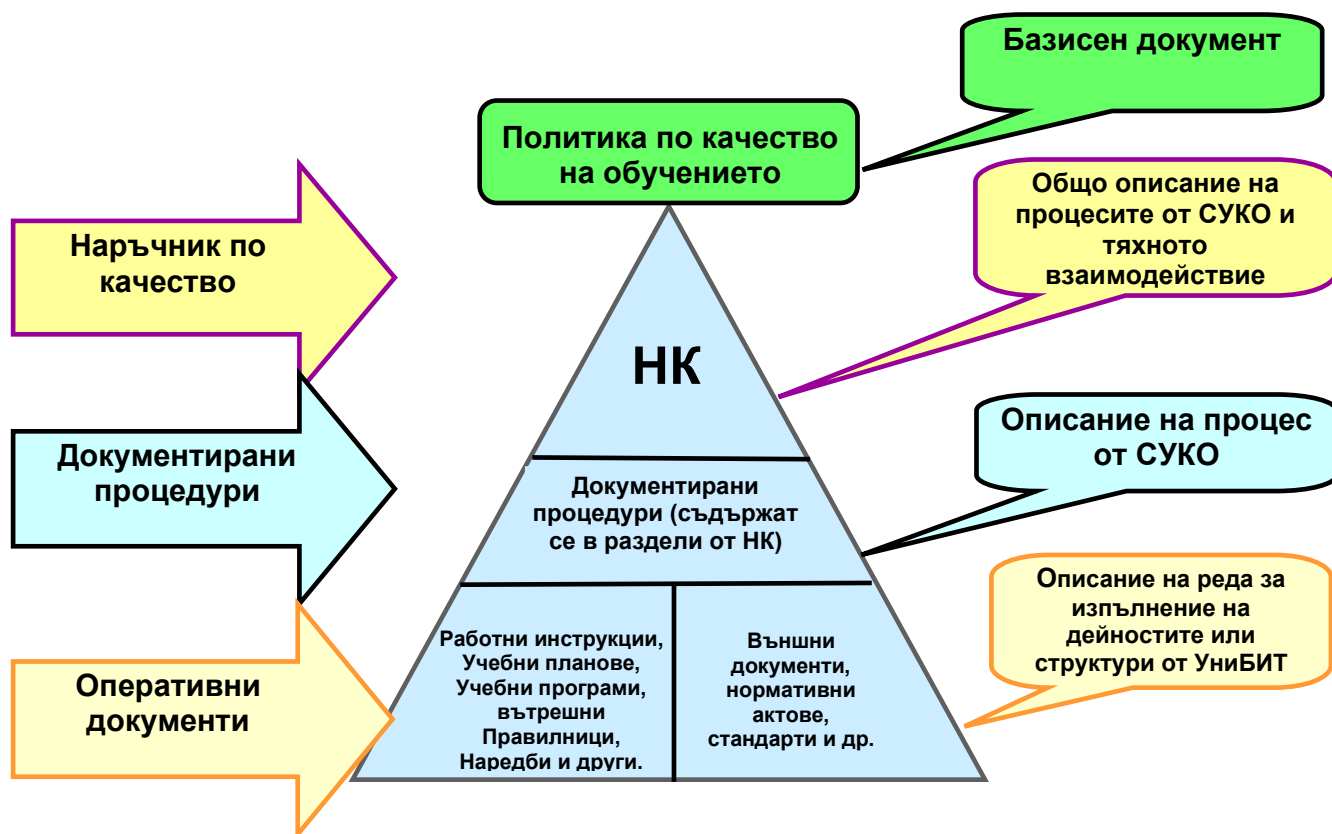 Базисен документ
Политика по качество
на обучението
Общо описание на
процесите от СУКО и
тяхното
взаимодействие
Наръчник по
качество
НК
Описание на процес
от СУКО
Документирани
процедури
Документирани
процедури (съдържат
се в раздели от НК)
Описание на реда за
изпълнение на
дейностите или
структури от УниБИТ
Оперативни
документи
Работни инструкции,
Учебни планове,
Учебни програми,
вътрешни
Правилници,
Наредби и други.
Външни
документи,
нормативни
актове,
стандарти и др.